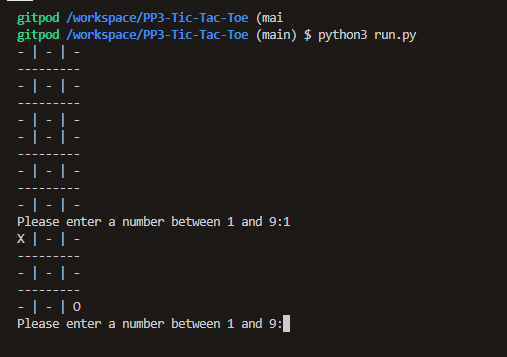 gitpod /workspace/PP3-Tic-Tac-Toe (mai
gitpod /workspace/PP3-Tic-Tac-Toe (main) $ python3 run.py
- | - | -
---------
- | - | -
---------
- | - | -
- | - | -
---------
- | - | -
---------
- | - | -
Please enter a number between 1 and 9:1
X | - | -
---------
- | - | -
---------
- | - | O
Please enter a number between 1 and 9: